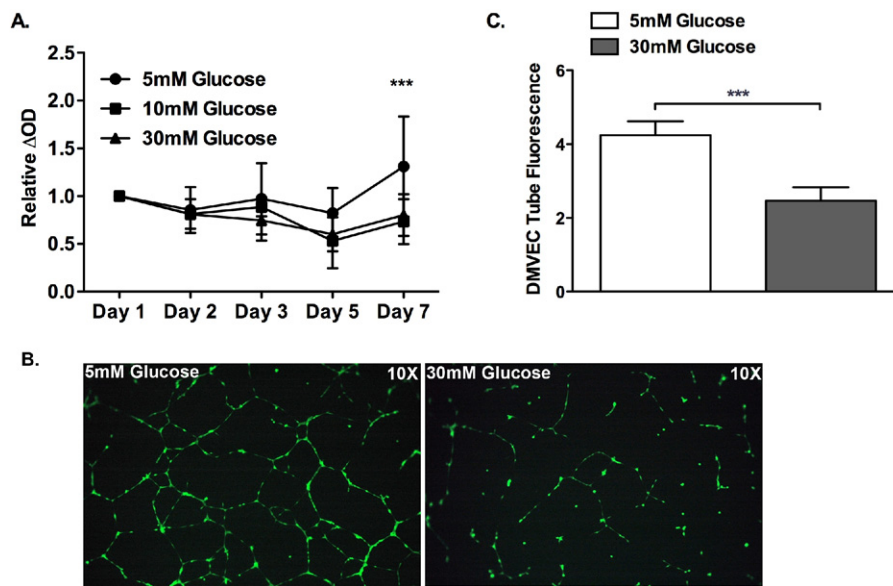 A.
Relative ΔOD
2.5
2.0
1.5
1.0
0.5
0.0
5mM Glucose
10mM Glucose
30mM Glucose
***
Day 1 Day 2 Day 3 Day 5 Day 7
C.
5mM Glucose
30mM Glucose
DMVEC Tube Fluorescence
6
4
2
0
***
B.
5mM Glucose 10X
30mM Glucose 10X